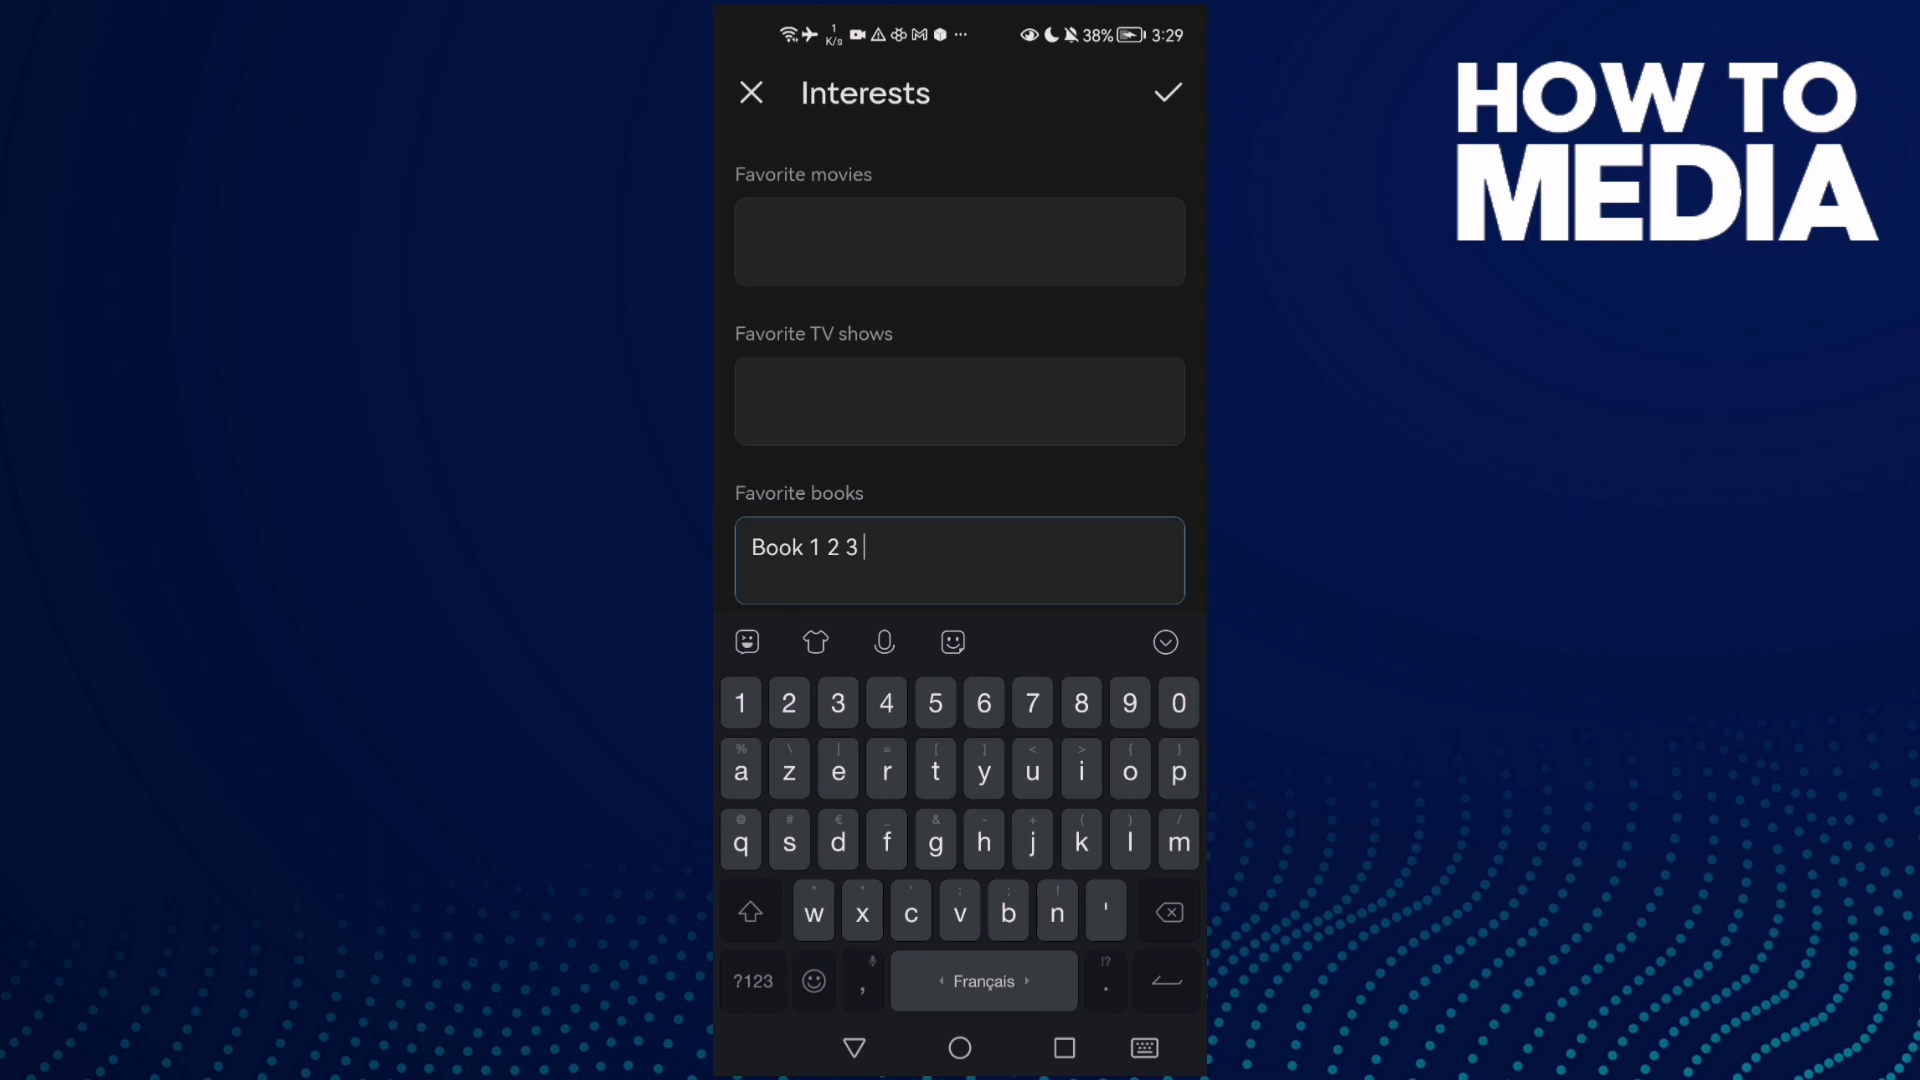 1
K/s
38%
3:29
Interests
HOW TO
MEDIA
Favorite movies
Favorite TV shows
Favorite books
Book 1 2 3
1 2 3 4 5 6 7 8 9 0
% \ | = [ ] < > { }
a z e r t y u i o p
@ # € _ & - + ( ) /
q s d f g h j k l m
: ; !
w x c v b n '
!?
?123 , Français .